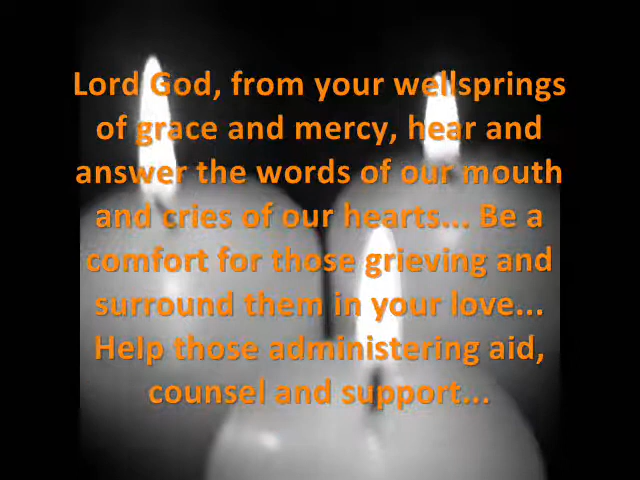 Lord God, from your wellsprings
of grace and mercy, hear and
answer the words of our mouth
and cries of our hearts... Be a
comfort for those grieving and
surround them in your love...
Help those administering aid,
counsel and support...